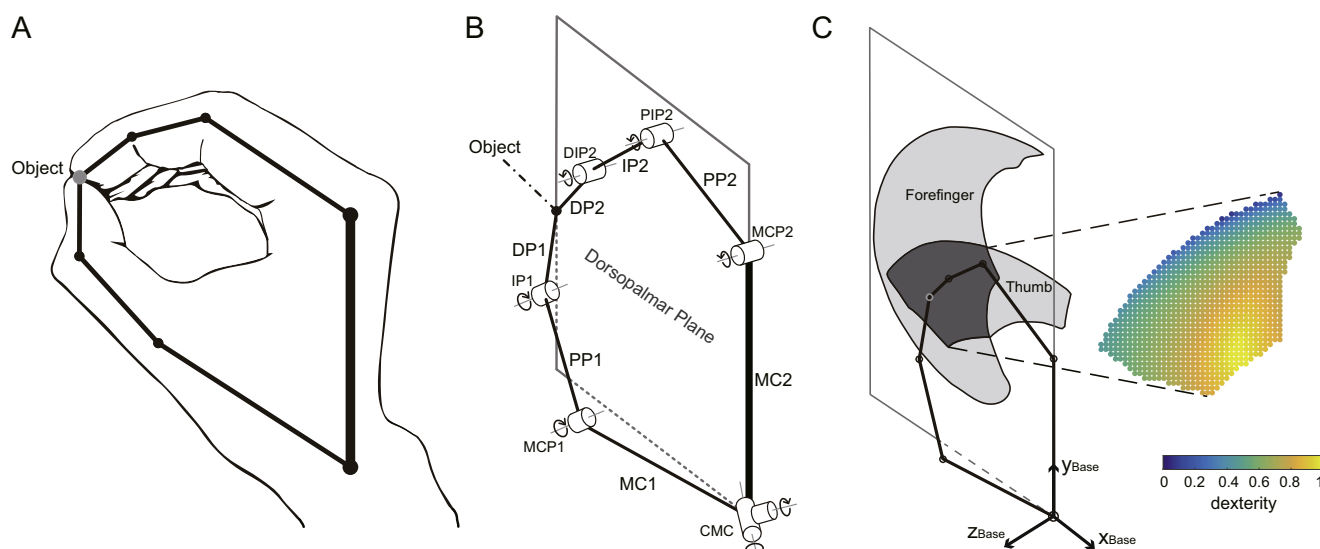 A
Object
B
PIP2
Object
DIP2
IP2
PP2
DP2
DP1
MCP2
IP1
Dorsopalmar Plane
PP1
MC2
MCP1
MC1
CMC
C
Forefinger
Thumb
yBase
zBase
xBase
0 0.2 0.4 0.6 0.8 1
dexterity